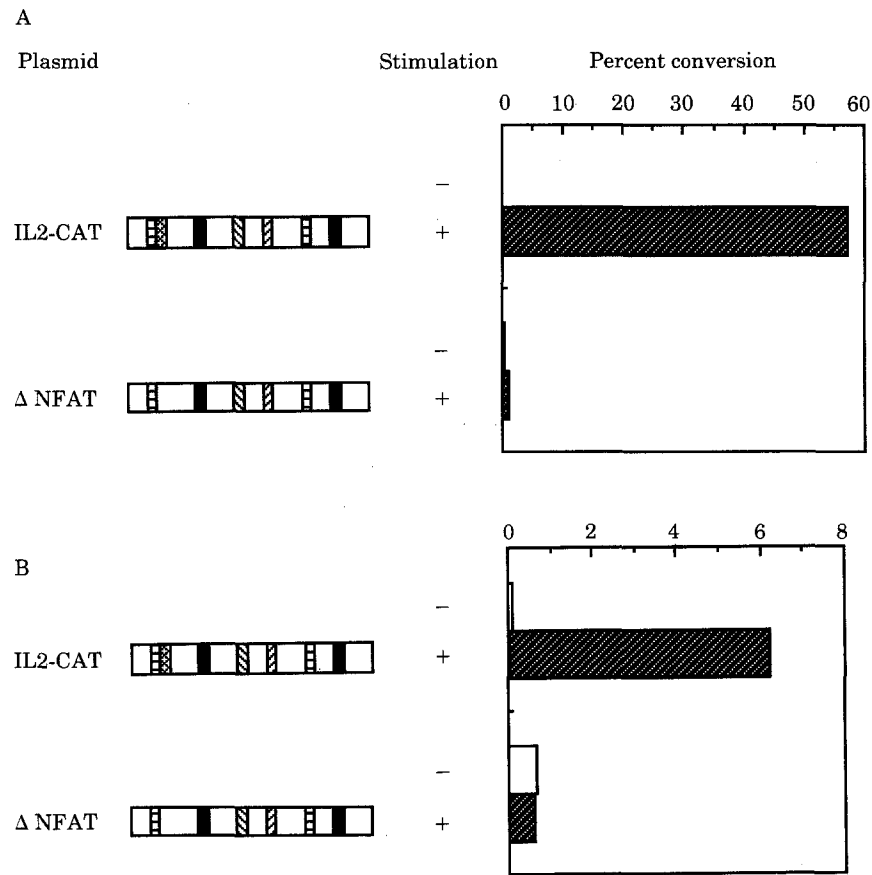 A
Plasmid Stimulation Percent conversion
0 10 20 30 40 50 60
−
IL2-CAT +
−
Δ NFAT +
0 2 4 6 8
B
−
IL2-CAT +
−
Δ NFAT +